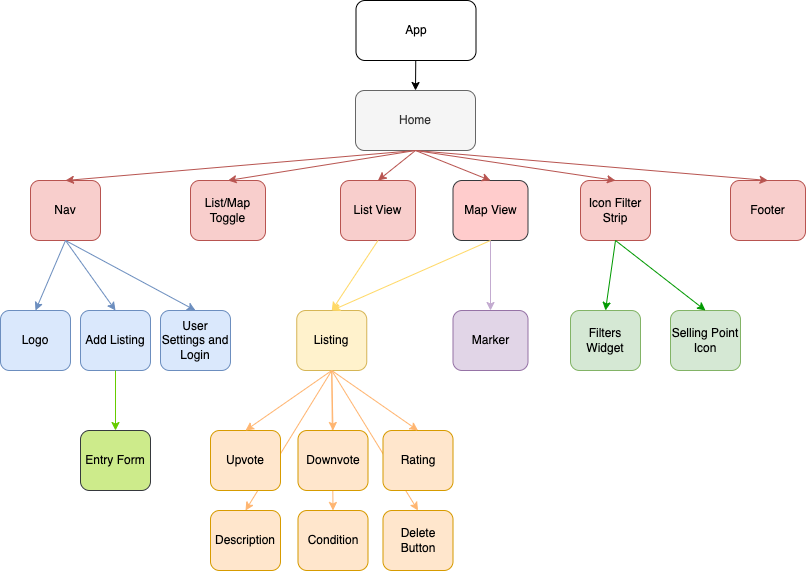 App
Home
Nav
List/Map
Toggle
List View
Map View
Icon Filter
Strip
Footer
Logo
Add Listing
User
Settings and
Login
Listing
Marker
Filters
Widget
Selling Point
Icon
Entry Form
Upvote
Downvote
Rating
Description
Condition
Delete
Button